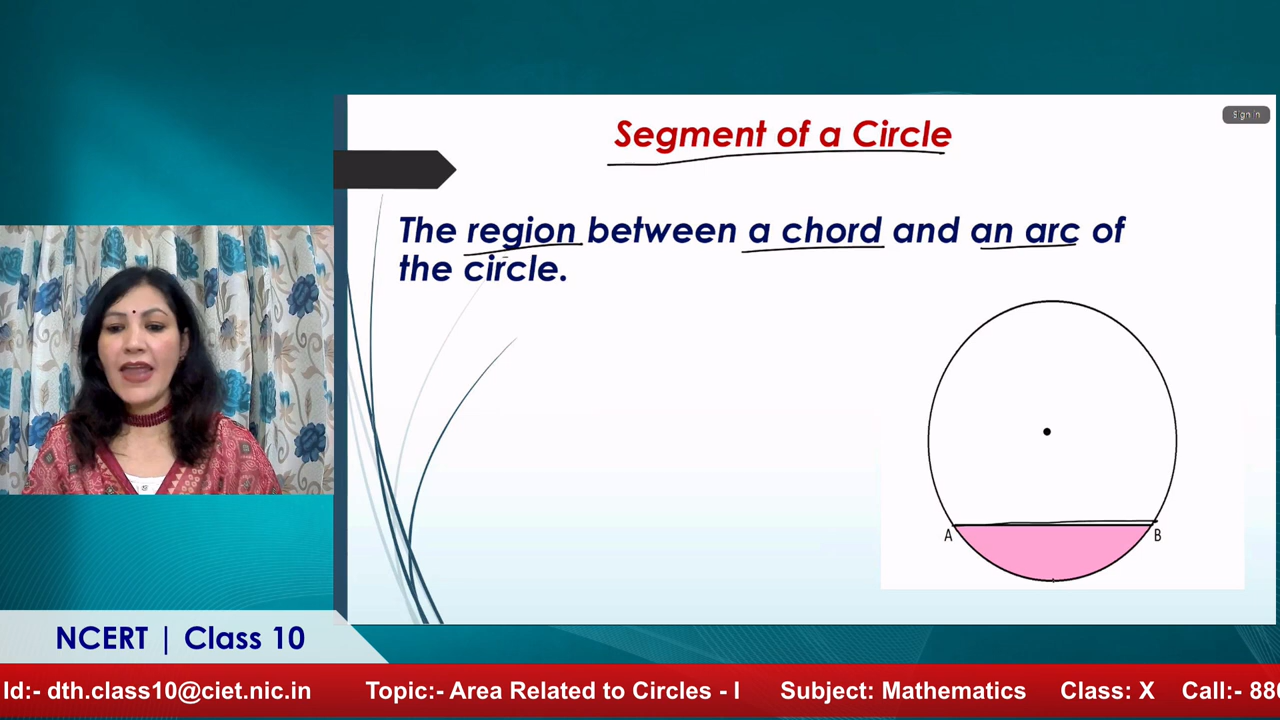 Segment of a Circle
Sign in
The region between a chord and an arc of
the circle.
A
B
NCERT | Class 10
Id:- dth.class10@ciet.nic.in Topic:- Area Related to Circles - I Subject: Mathematics Class: X Call:- 88